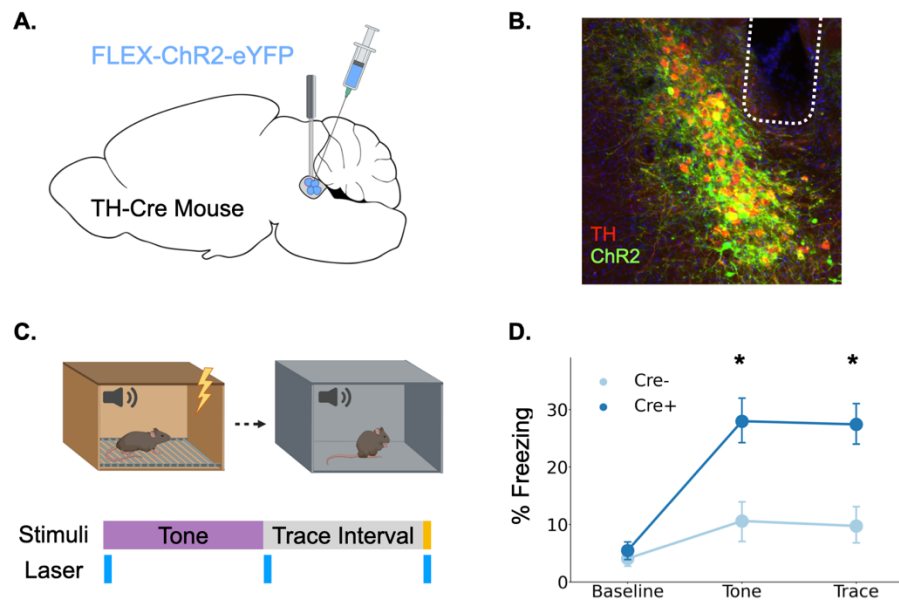 A.
FLEX-ChR2-eYFP
TH-Cre Mouse
B.
TH
ChR2
C.
Stimuli
Tone
Trace Interval
Laser
D.
*
*
Cre-
Cre+
% Freezing
30
20
10
0
Baseline
Tone
Trace